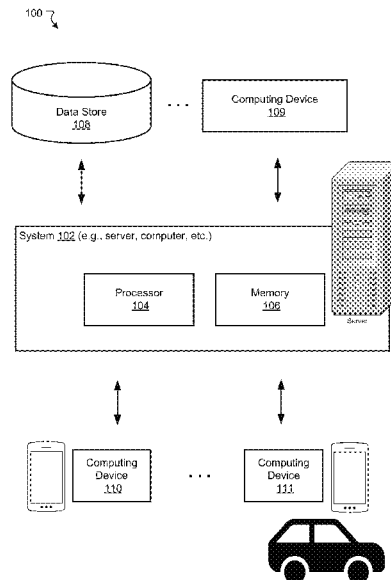 100
Data Store
108
...
Computing Device
109
System 102 (e.g., server, computer, etc.)
Processor
104
Memory
106
Server
Computing
Device
110
...
Computing
Device
111